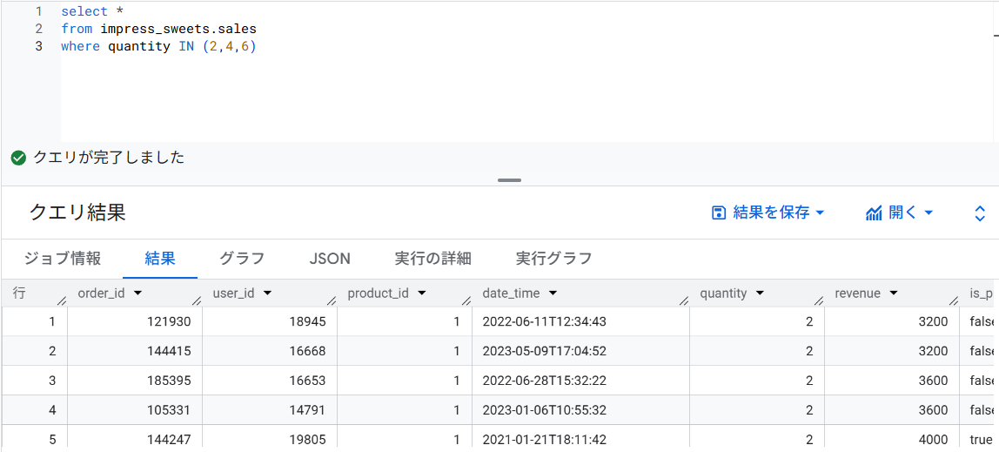 1 select *
2 from impress_sweets.sales
3 where quantity IN (2,4,6)
クエリが完了しました
クエリ結果 結果を保存 開く
ジョブ情報 結果 グラフ JSON 実行の詳細 実行グラフ
行 order_id user_id product_id date_time quantity revenue is_p
1 121930 18945 1 2022-06-11T12:34:43 2 3200 false
2 144415 16668 1 2023-05-09T17:04:52 2 3200 false
3 185395 16653 1 2022-06-28T15:32:22 2 3600 false
4 105331 14791 1 2023-01-06T10:55:32 2 3600 false
5 144247 19805 1 2021-01-21T18:11:42 2 4000 true